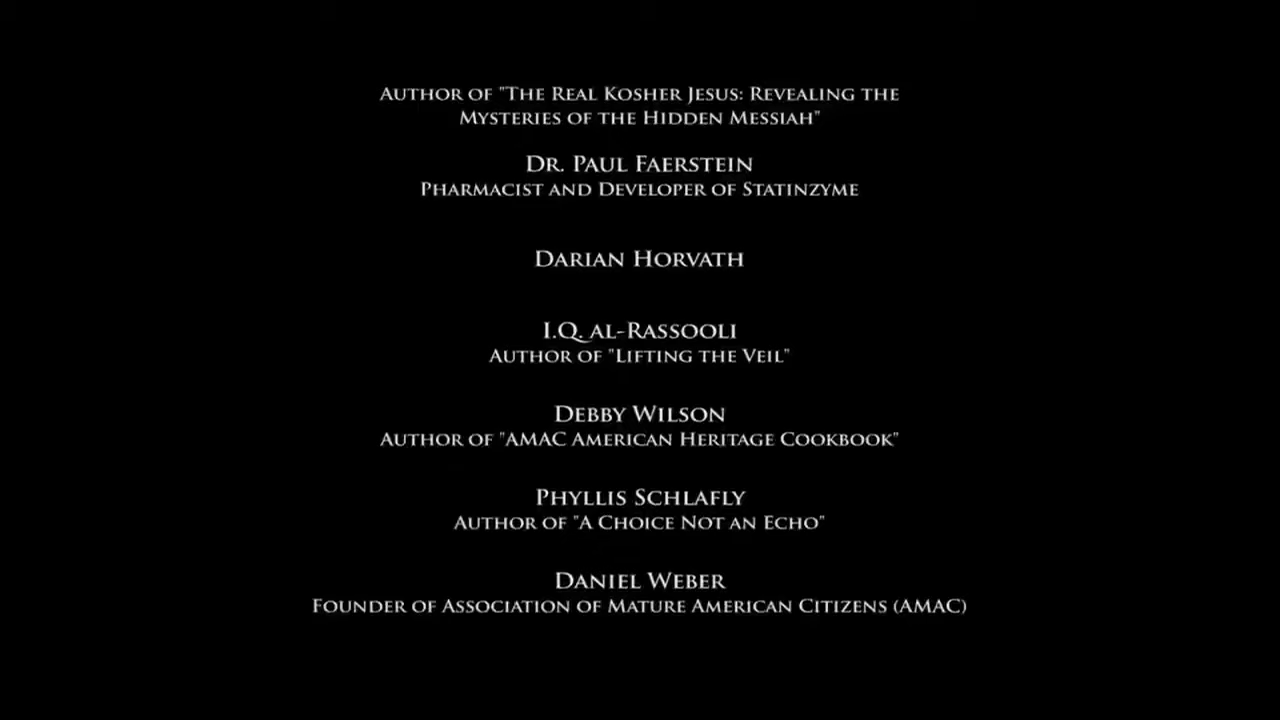 Author of "The Real Kosher Jesus: Revealing the
Mysteries of the Hidden Messiah"
Dr. Paul Faerstein
Pharmacist and Developer of Statinzyme
Darian Horvath
I.Q. al-Rassooli
Author of "Lifting the Veil"
Debby Wilson
Author of "AMAC American Heritage Cookbook"
Phyllis Schlafly
Author of "A Choice Not an Echo"
Daniel Weber
Founder of Association of Mature American Citizens (AMAC)